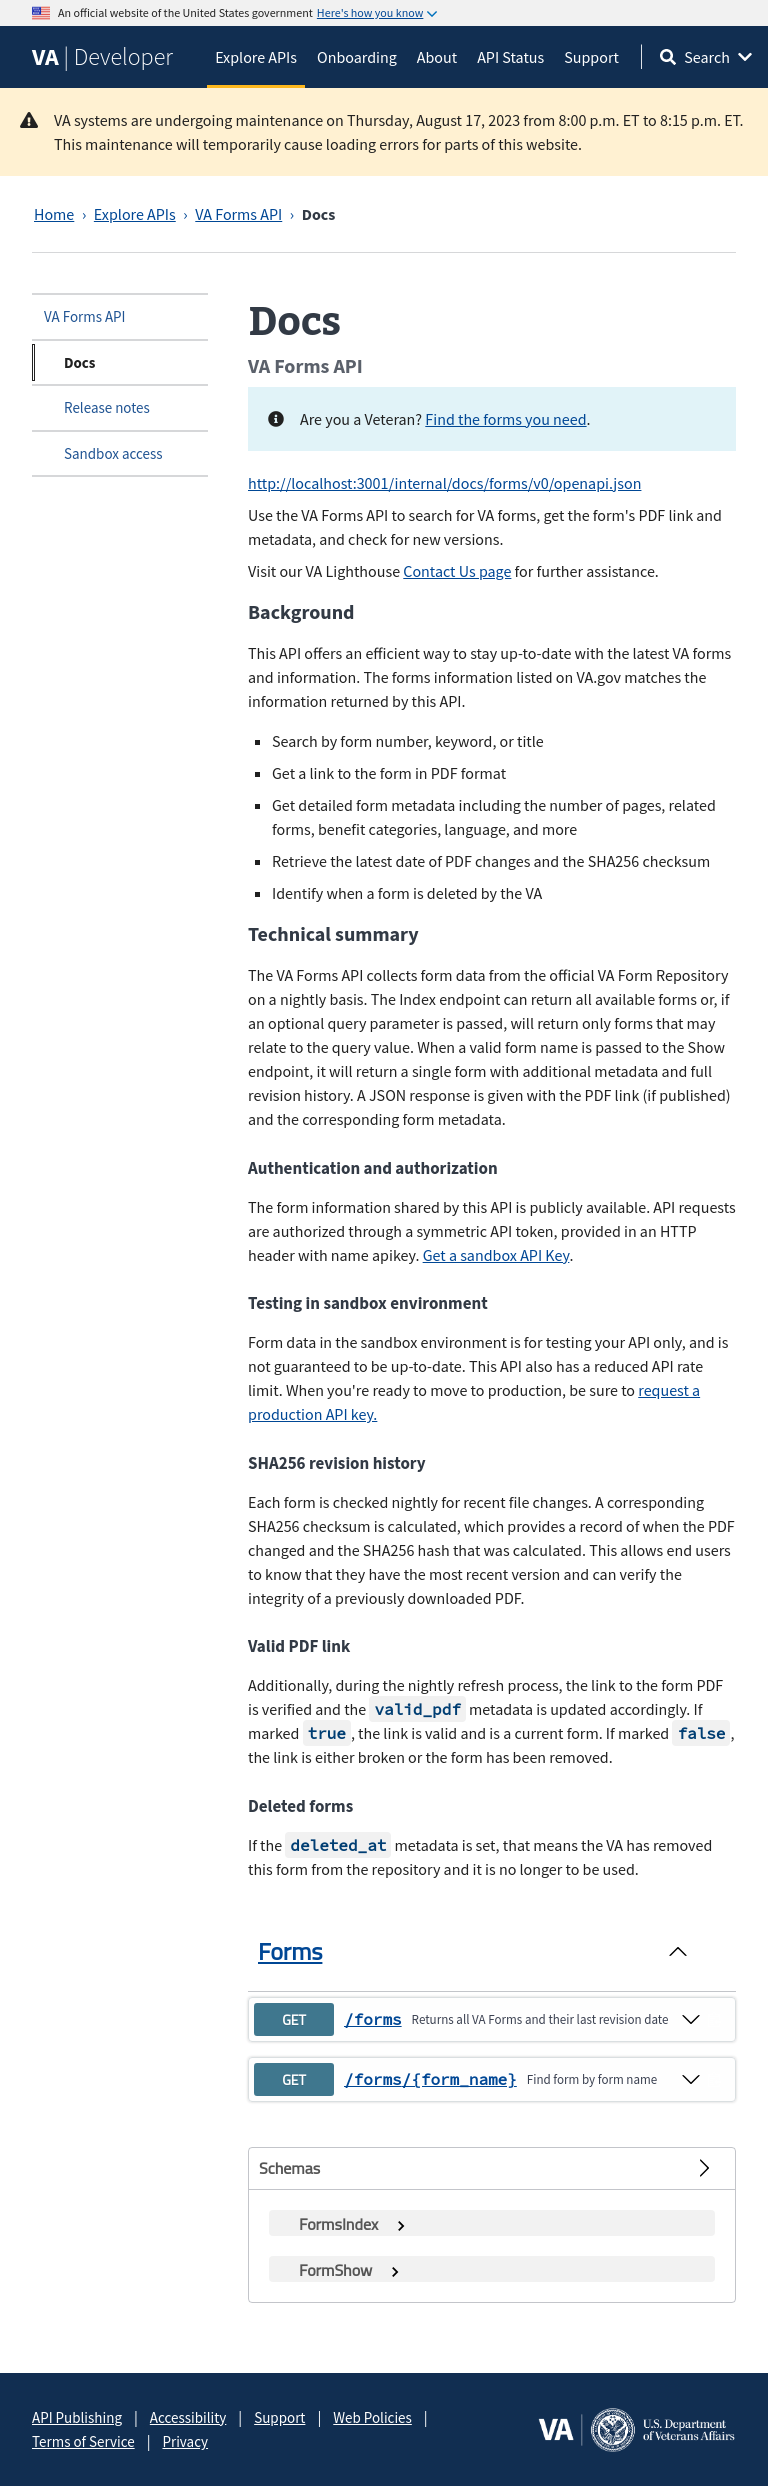 An official website of the United States government Here's how you know
VA | Developer
Explore APIs Onboarding About API Status Support Search
VA systems are undergoing maintenance on Thursday, August 17, 2023 from 8:00 p.m. ET to 8:15 p.m. ET.
This maintenance will temporarily cause loading errors for parts of this website.
Home › Explore APIs › VA Forms API › Docs
VA Forms API
Docs
Release notes
Sandbox access
Docs
VA Forms API
Are you a Veteran? Find the forms you need.
http://localhost:3001/internal/docs/forms/v0/openapi.json
Use the VA Forms API to search for VA forms, get the form's PDF link and
metadata, and check for new versions.
Visit our VA Lighthouse Contact Us page for further assistance.
Background
This API offers an efficient way to stay up-to-date with the latest VA forms
and information. The forms information listed on VA.gov matches the
information returned by this API.
Search by form number, keyword, or title
Get a link to the form in PDF format
Get detailed form metadata including the number of pages, related
forms, benefit categories, language, and more
Retrieve the latest date of PDF changes and the SHA256 checksum
Identify when a form is deleted by the VA
Technical summary
The VA Forms API collects form data from the official VA Form Repository
on a nightly basis. The Index endpoint can return all available forms or, if
an optional query parameter is passed, will return only forms that may
relate to the query value. When a valid form name is passed to the Show
endpoint, it will return a single form with additional metadata and full
revision history. A JSON response is given with the PDF link (if published)
and the corresponding form metadata.
Authentication and authorization
The form information shared by this API is publicly available. API requests
are authorized through a symmetric API token, provided in an HTTP
header with name apikey. Get a sandbox API Key.
Testing in sandbox environment
Form data in the sandbox environment is for testing your API only, and is
not guaranteed to be up-to-date. This API also has a reduced API rate
limit. When you're ready to move to production, be sure to request a
production API key.
SHA256 revision history
Each form is checked nightly for recent file changes. A corresponding
SHA256 checksum is calculated, which provides a record of when the PDF
changed and the SHA256 hash that was calculated. This allows end users
to know that they have the most recent version and can verify the
integrity of a previously downloaded PDF.
Valid PDF link
Additionally, during the nightly refresh process, the link to the form PDF
is verified and the valid_pdf metadata is updated accordingly. If
marked true, the link is valid and is a current form. If marked false,
the link is either broken or the form has been removed.
Deleted forms
If the deleted_at metadata is set, that means the VA has removed
this form from the repository and it is no longer to be used.
Forms
GET /forms Returns all VA Forms and their last revision date
GET /forms/{form_name} Find form by form name
Schemas
FormsIndex
FormShow
API Publishing | Accessibility | Support | Web Policies |
Terms of Service | Privacy
VA | U.S. Department
of Veterans Affairs